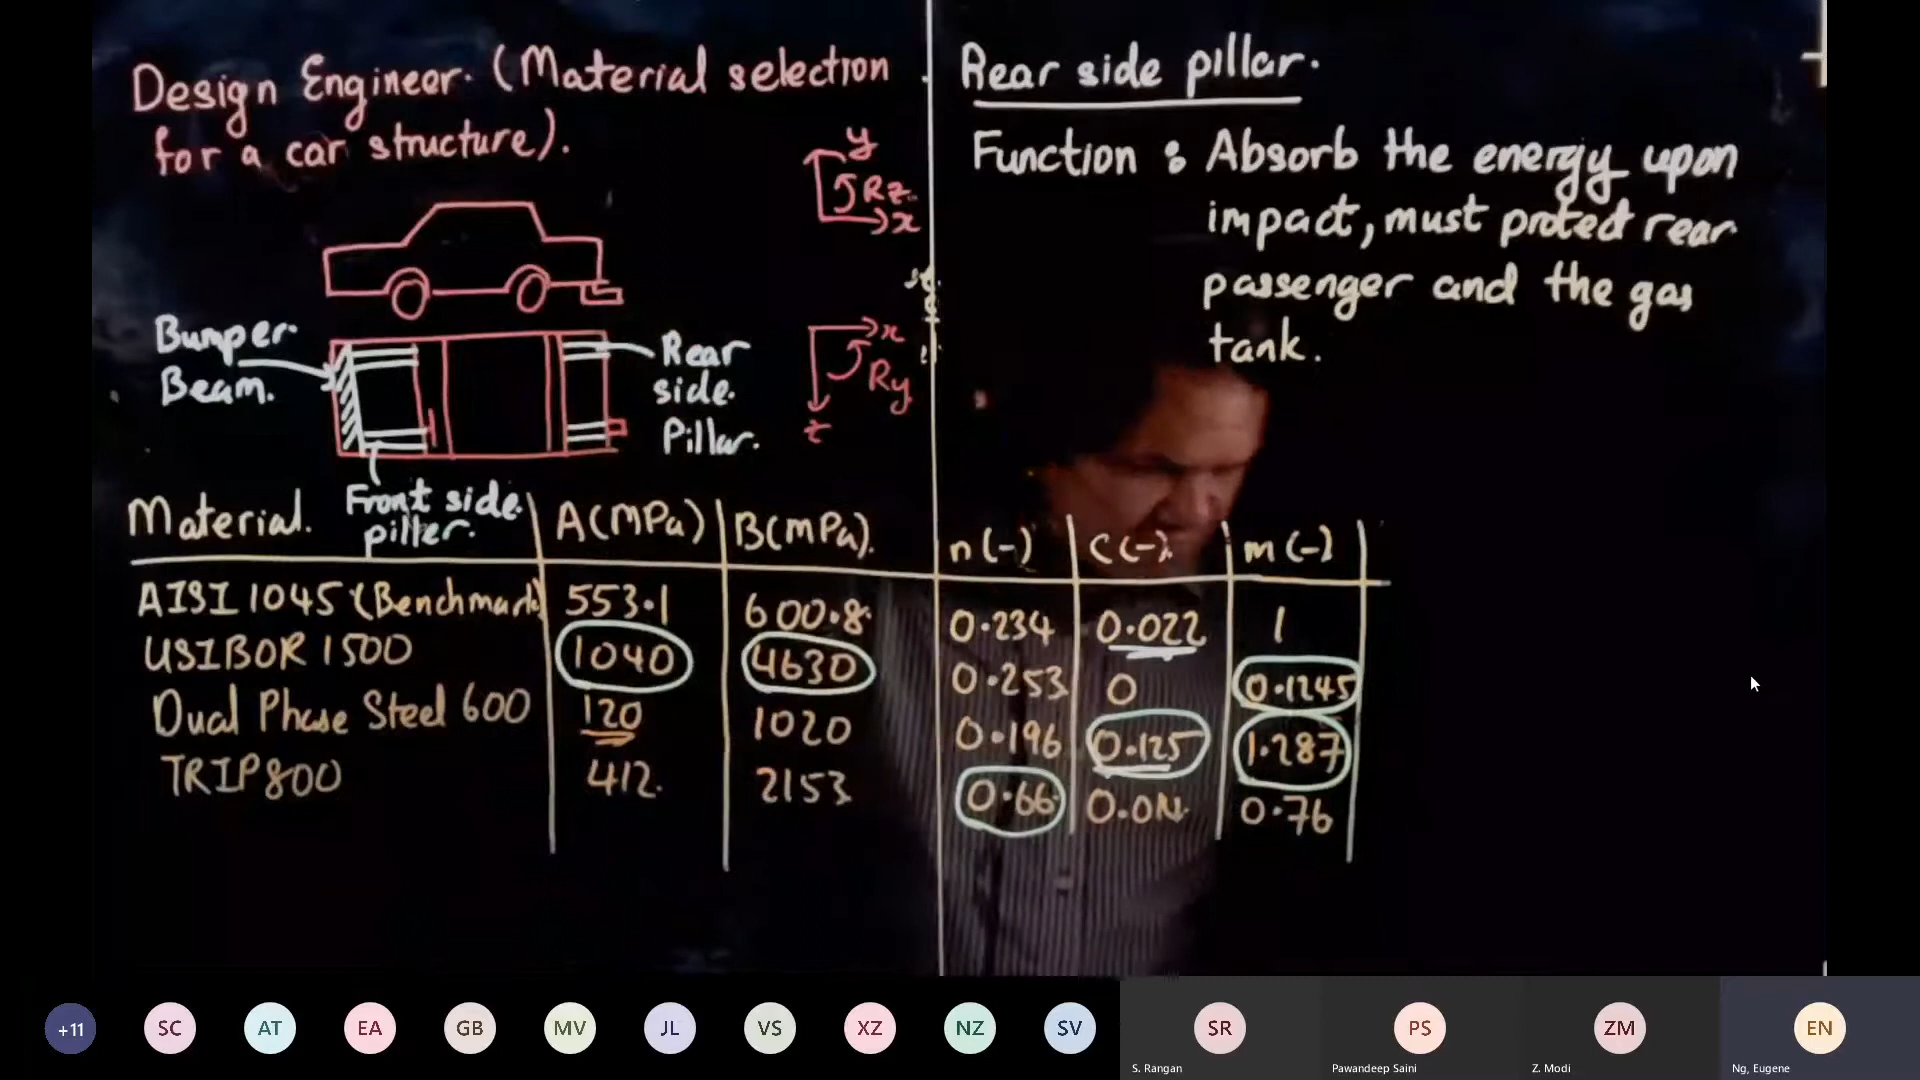 Design Engineer. (Material selection
for a car structure).
y
Rz
x
Bumper
Beam.
Rear
side.
Pillar.
x
Ry
z
Front side
piller.
Rear side pillar.
Function : Absorb the energy upon
impact, must protect rear
passenger and the gas
tank.
Material. A(MPa) B(MPa). n(-) C(-). m(-)
AISI 1045 (Benchmark) 553.1 600.8 0.234 0.022 1
USIBOR 1500 1040 4630 0.253 0 0.1245
Dual Phase Steel 600 120 1020 0.196 0.125 1.287
TRIP800 412. 2153 0.66 0.76
+11 SC AT EA GB MV JL VS XZ NZ SV SR PS ZM EN
S. Rangan Pawandeep Saini Z. Modi Ng, Eugene